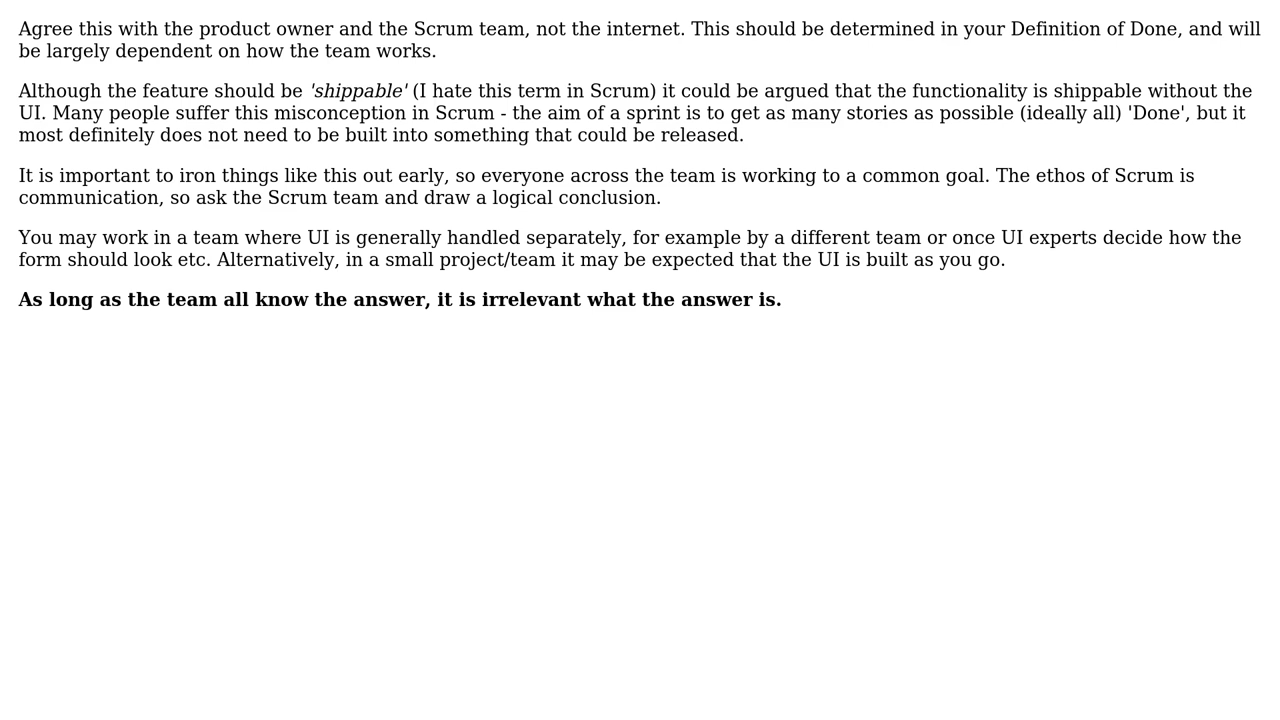 Agree this with the product owner and the Scrum team, not the internet. This should be determined in your Definition of Done, and will
be largely dependent on how the team works.
Although the feature should be 'shippable' (I hate this term in Scrum) it could be argued that the functionality is shippable without the
UI. Many people suffer this misconception in Scrum - the aim of a sprint is to get as many stories as possible (ideally all) 'Done', but it
most definitely does not need to be built into something that could be released.
It is important to iron things like this out early, so everyone across the team is working to a common goal. The ethos of Scrum is
communication, so ask the Scrum team and draw a logical conclusion.
You may work in a team where UI is generally handled separately, for example by a different team or once UI experts decide how the
form should look etc. Alternatively, in a small project/team it may be expected that the UI is built as you go.
As long as the team all know the answer, it is irrelevant what the answer is.